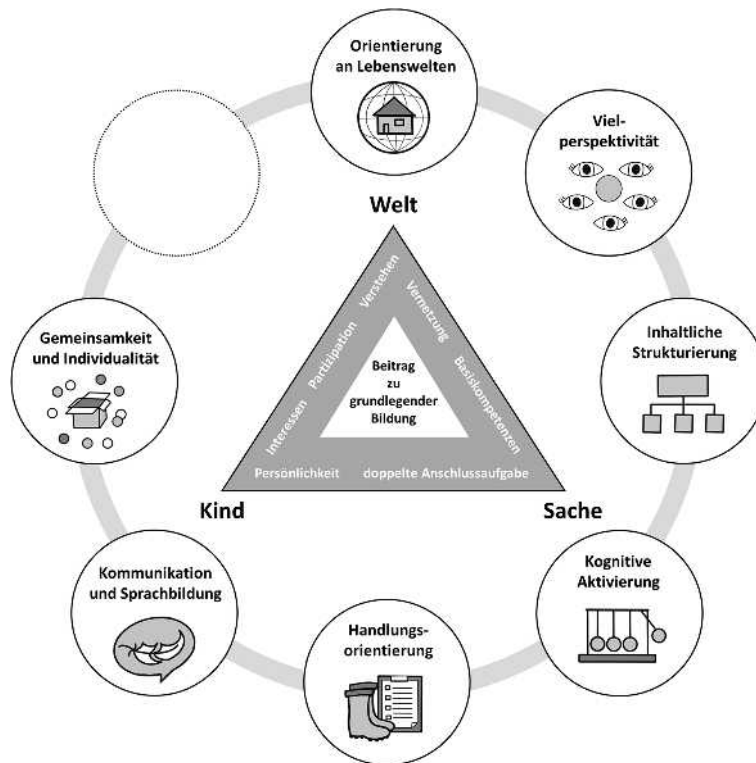 Orientierung
an Lebenswelten
Viel-
perspektivität
Inhaltliche
Strukturierung
Kognitive
Aktivierung
Handlungs-
orientierung
Kommunikation
und Sprachbildung
Gemeinsamkeit
und Individualität
Welt
Kind
Sache
Interessen Partizipation Verstehen
Vernetzung Basiskompetenzen
Persönlichkeit doppelte Anschlussaufgabe
Beitrag
zu
grundlegender
Bildung